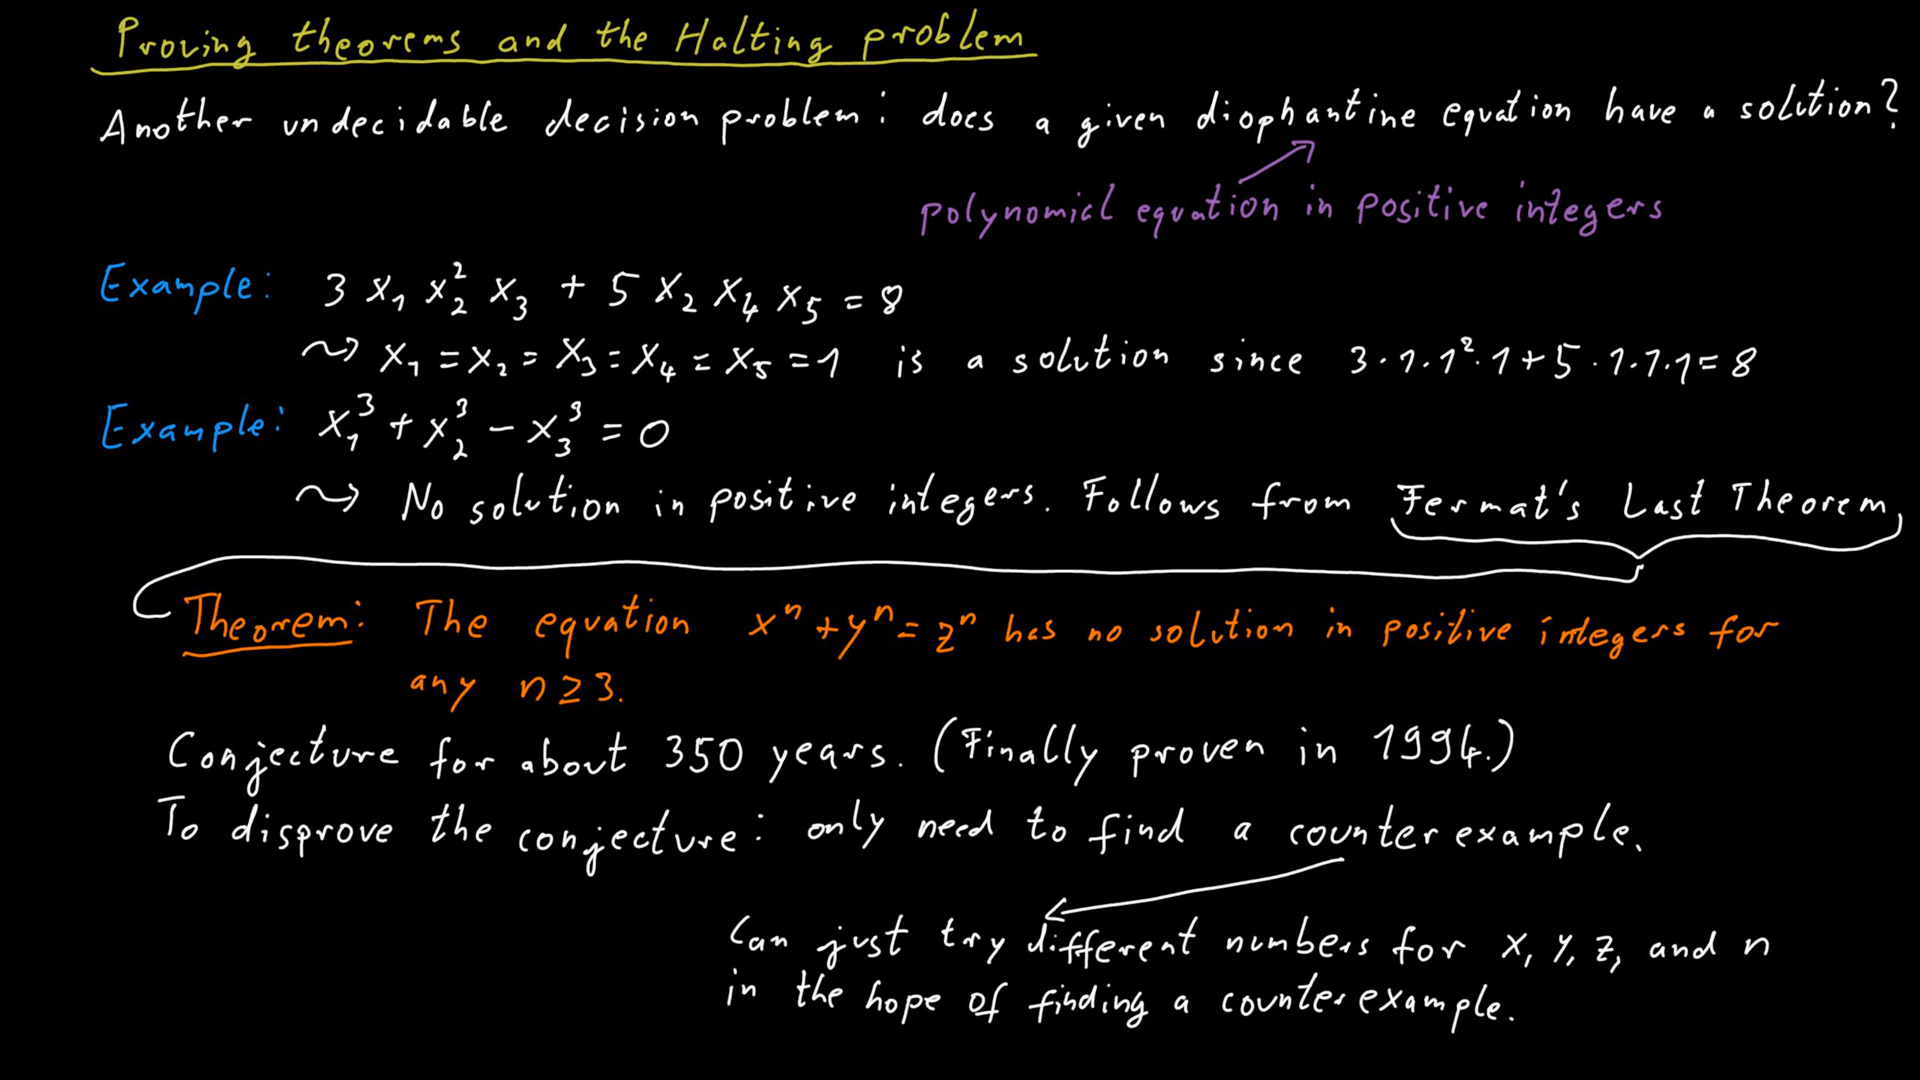 Proving theorems and the Halting problem
Another undecidable decision problem: does a given diophantine equation have a solution?
polynomial equation in positive integers
Example: 3 x₁ x₂² x₃ + 5 x₂ x₄ x₅ = 8
⇝ x₁ = x₂ = x₃ = x₄ = x₅ = 1 is a solution since 3·1·1²·1 + 5·1·1·1 = 8
Example: x₁³ + x₂³ − x₃³ = 0
⇝ No solution in positive integers. Follows from Fermat's Last Theorem
Theorem: The equation xⁿ + yⁿ = zⁿ has no solution in positive integers for
any n ≥ 3.
Conjecture for about 350 years. (Finally proven in 1994.)
To disprove the conjecture: only need to find a counterexample.
Can just try different numbers for x, y, z, and n
in the hope of finding a counterexample.